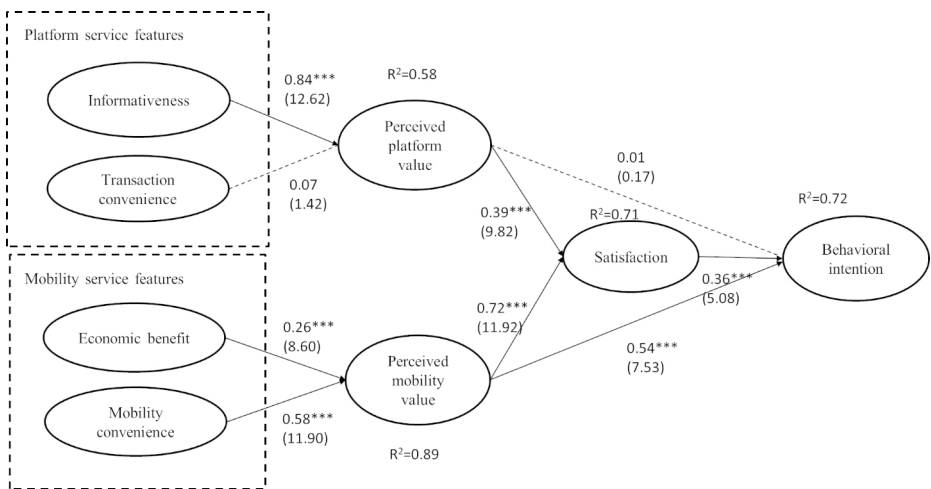 Platform service features
Informativeness
Transaction
convenience
0.84***
(12.62)
0.07
(1.42)
R²=0.58
Perceived
platform
value
0.01
(0.17)
0.39***
(9.82)
R²=0.71
Satisfaction
R²=0.72
Behavioral
intention
0.36***
(5.08)
Mobility service features
Economic benefit
Mobility
convenience
0.26***
(8.60)
0.58***
(11.90)
Perceived
mobility
value
R²=0.89
0.72***
(11.92)
0.54***
(7.53)